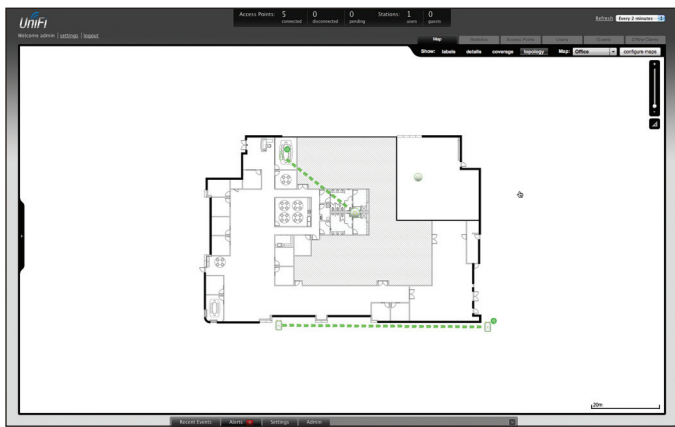 UniFi
Access Points: 5 connected 0 disconnected 0 pending Stations: 1 users 0 guests
Refresh Every 2 minutes
Welcome admin | settings | logout
Map Statistics Access Points Users Guests
Show: labels details coverage topology Map: Office configure maps
20m
Recent Events Alerts Settings Admin